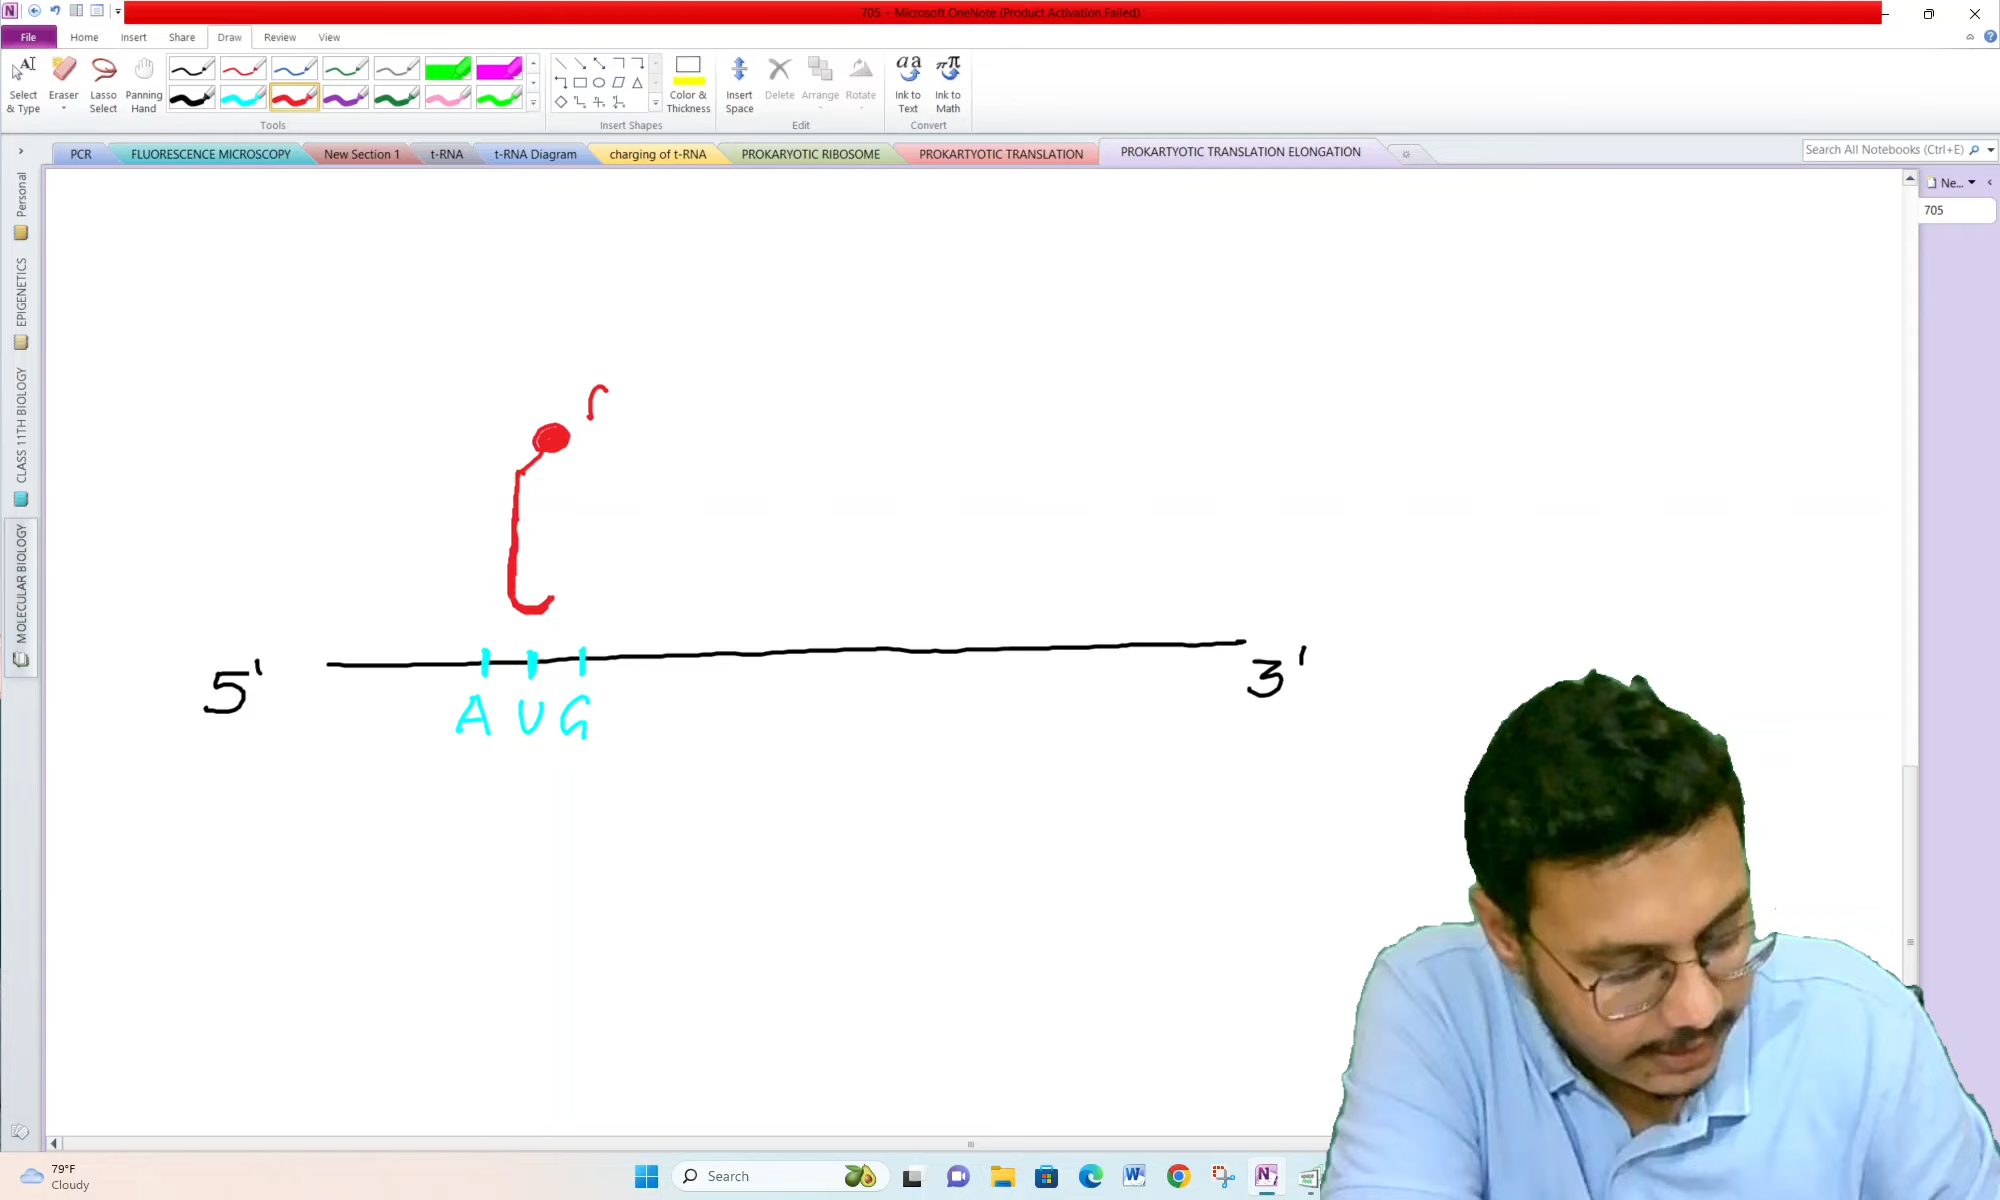 705 - Microsoft OneNote (Product Activation Failed)
File Home Insert Share Draw Review View
Select & Type
Eraser
Lasso Select
Panning Hand
Color & Thickness
Insert Space
Delete
Arrange
Rotate
Ink to Text
Ink to Math
Tools
Insert Shapes
Edit
Convert
PCR
FLUORESCENCE MICROSCOPY
New Section 1
t-RNA
t-RNA Diagram
charging of t-RNA
PROKARYOTIC RIBOSOME
PROKARTYOTIC TRANSLATION
PROKARTYOTIC TRANSLATION ELONGATION
Search All Notebooks (Ctrl+E)
Ne...
705
Personal
EPIGENETICS
CLASS 11TH BIOLOGY
MOLECULAR BIOLOGY
5'
3'
A U G
79°F
Cloudy
Search